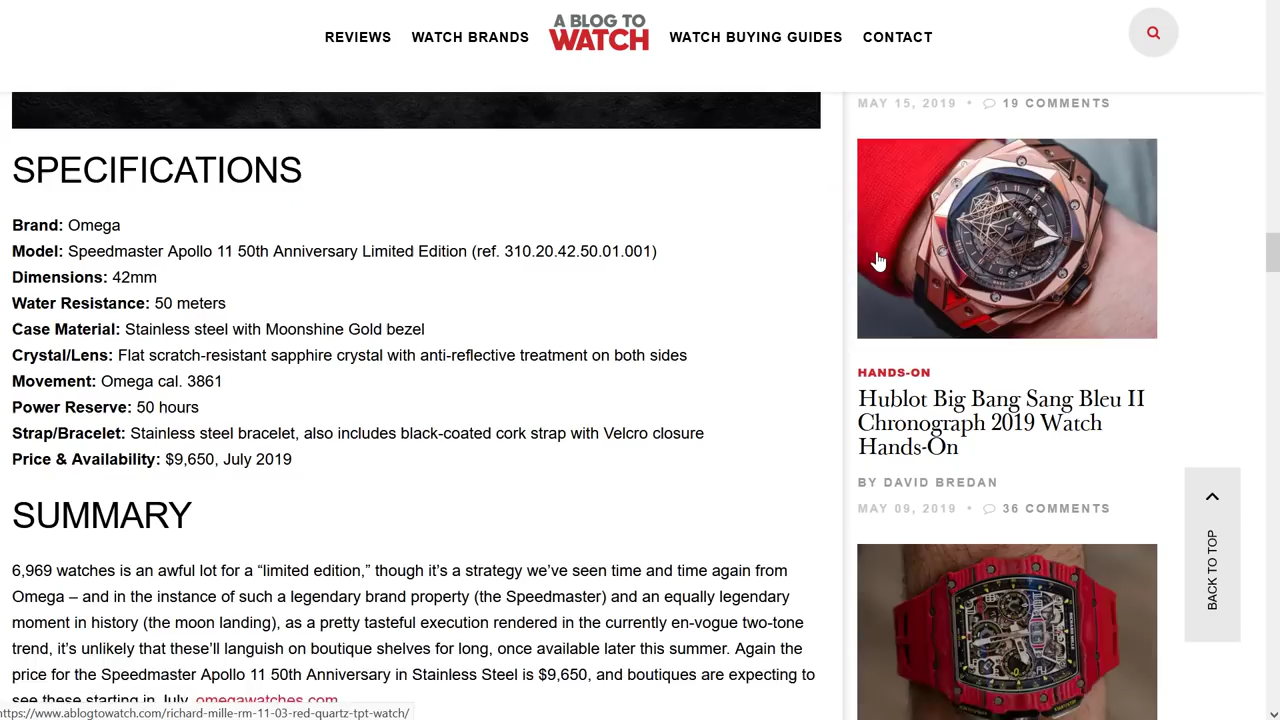 REVIEWS WATCH BRANDS A BLOG TO WATCH WATCH BUYING GUIDES CONTACT
SPECIFICATIONS
Brand: Omega
Model: Speedmaster Apollo 11 50th Anniversary Limited Edition (ref. 310.20.42.50.01.001)
Dimensions: 42mm
Water Resistance: 50 meters
Case Material: Stainless steel with Moonshine Gold bezel
Crystal/Lens: Flat scratch-resistant sapphire crystal with anti-reflective treatment on both sides
Movement: Omega cal. 3861
Power Reserve: 50 hours
Strap/Bracelet: Stainless steel bracelet, also includes black-coated cork strap with Velcro closure
Price & Availability: $9,650, July 2019
SUMMARY
6,969 watches is an awful lot for a “limited edition,” though it’s a strategy we’ve seen time and time again from
Omega – and in the instance of such a legendary brand property (the Speedmaster) and an equally legendary
moment in history (the moon landing), as a pretty tasteful execution rendered in the currently en-vogue two-tone
trend, it’s unlikely that these’ll languish on boutique shelves for long, once available later this summer. Again the
price for the Speedmaster Apollo 11 50th Anniversary in Stainless Steel is $9,650, and boutiques are expecting to
see these starting in July. omegawatches.com
https://www.ablogtowatch.com/richard-mille-rm-11-03-red-quartz-tpt-watch/
MAY 15, 2019 • 19 COMMENTS
HANDS-ON
Hublot Big Bang Sang Bleu II
Chronograph 2019 Watch
Hands-On
BY DAVID BREDAN
MAY 09, 2019 • 36 COMMENTS
BACK TO TOP